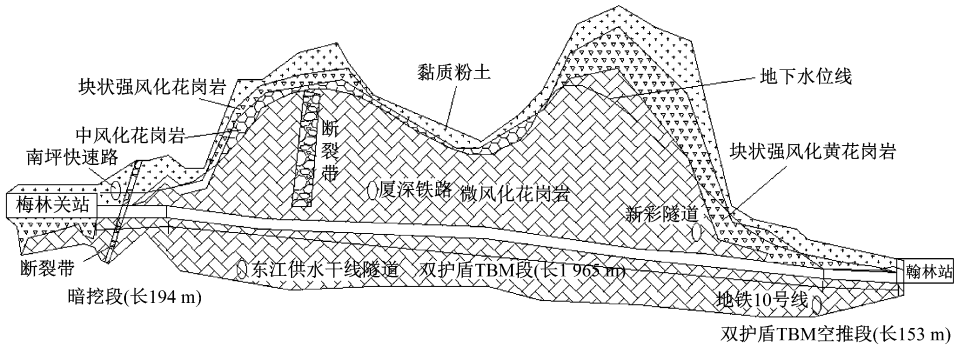 块状强风化花岗岩
黏质粉土
地下水位线
中风化花岗岩
断裂带
南坪快速路
块状强风化黄花岗岩
厦深铁路
微风化花岗岩
梅林关站
新彩隧道
断裂带
东江供水干线隧道
双护盾TBM段(长1 965 m)
翰林站
暗挖段(长194 m)
地铁10号线
双护盾TBM空推段(长153 m)